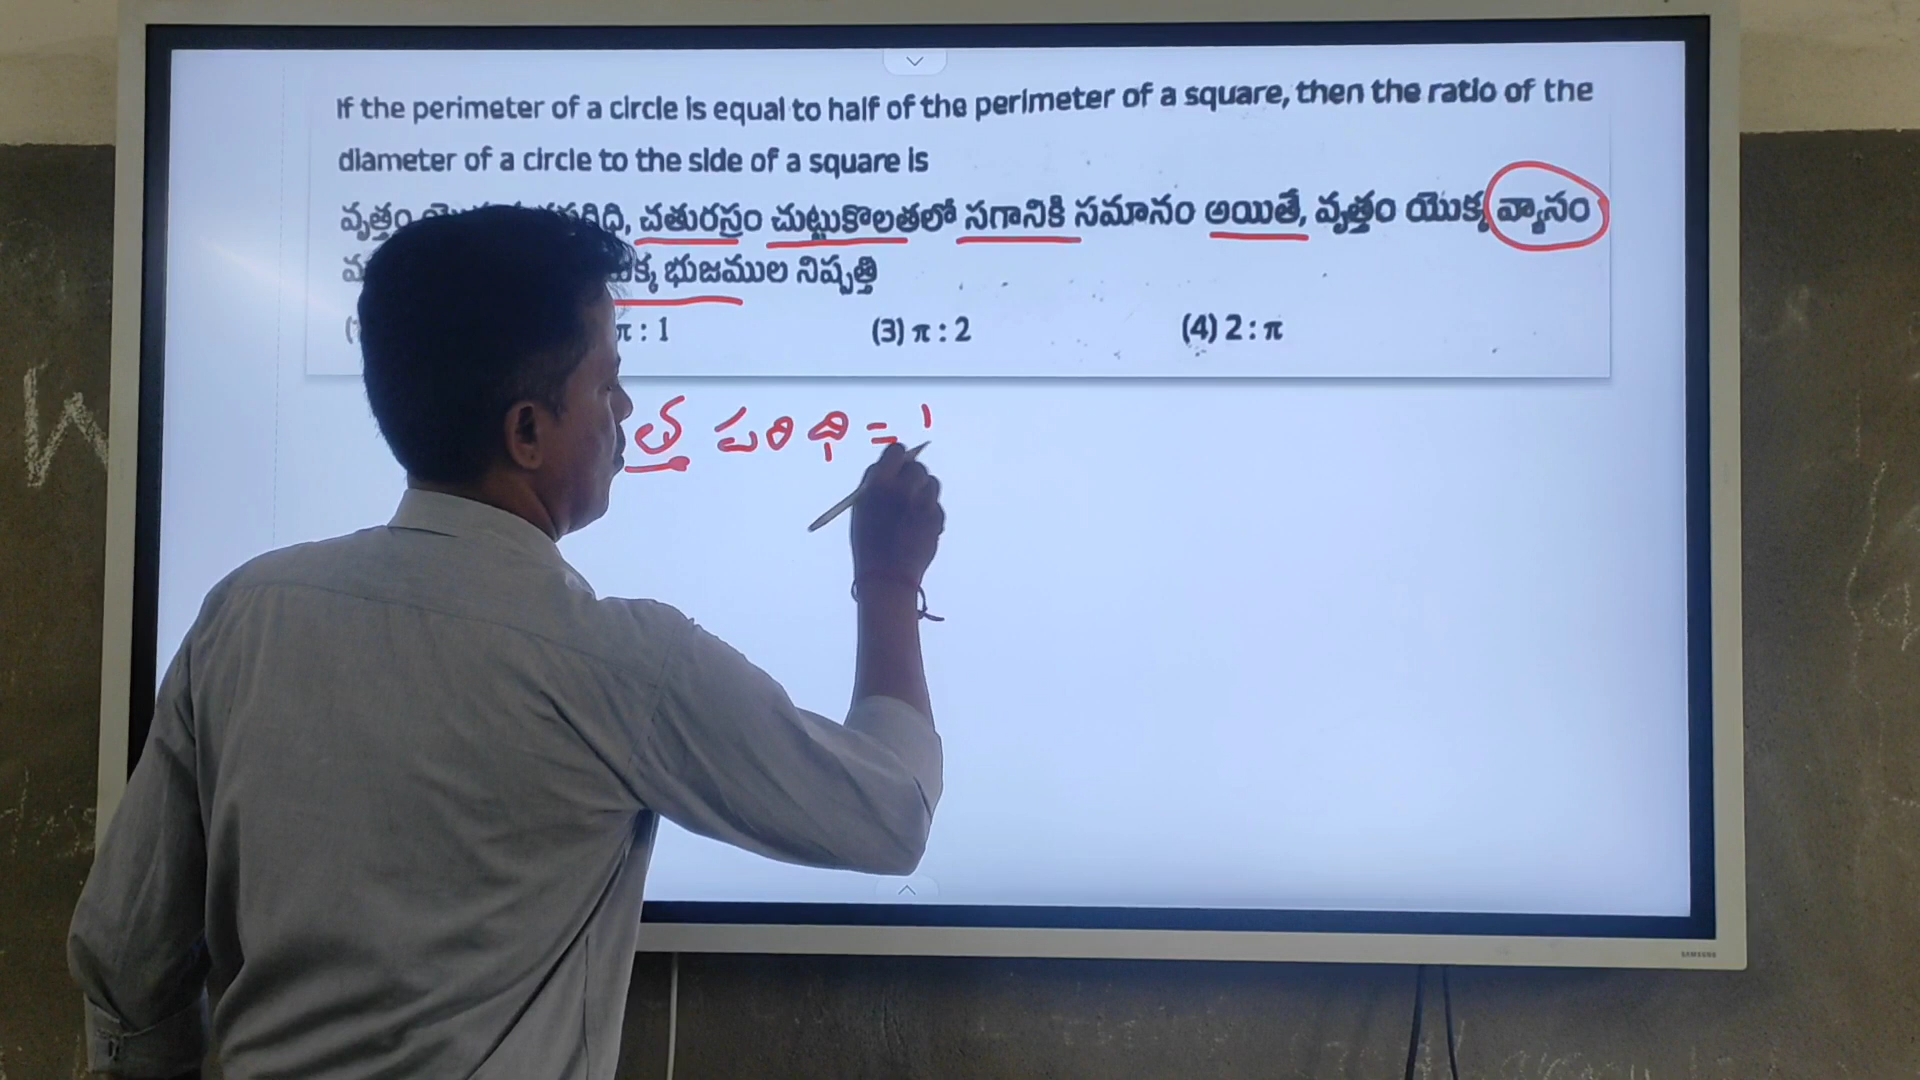 If the perimeter of a circle is equal to half of the perimeter of a square, then the ratio of the
diameter of a circle to the side of a square is
వృత్తం చతురస్రం చుట్టుకొలతలో సగానికి సమానం అయితే, వృత్తం యొక్క వ్యాసం
భుజముల నిష్పత్తి
π : 1 (3) π : 2 (4) 2 : π
త్త పరిధి =
SAMSUNG